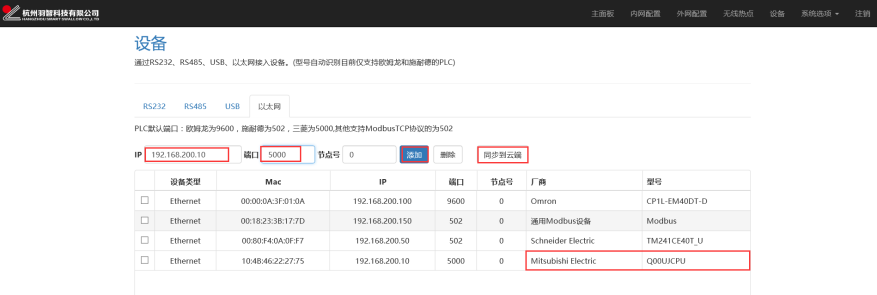 杭州羽智科技有限公司
HANGZHOU SMART SWALLOW CO.,LTD
主面板 内网配置 外网配置 无线热点 设备 系统选项 注销
设备
通过RS232、RS485、USB、以太网接入设备。(型号自动识别目前仅支持欧姆龙和施耐德的PLC)
RS232 RS485 USB 以太网
PLC默认端口：欧姆龙为9600，施耐德为502，三菱为5000,其他支持ModbusTCP协议的为502
IP 192.168.200.10 端口 5000 节点号 0 添加 删除 同步到云端
设备类型 Mac IP 端口 节点号 厂商 型号
Ethernet 00:00:0A:3F:01:0A 192.168.200.100 9600 0 Omron CP1L-EM40DT-D
Ethernet 00:18:23:3B:17:7D 192.168.200.150 502 0 通用Modbus设备 Modbus
Ethernet 00:80:F4:0A:0F:F7 192.168.200.50 502 0 Schneider Electric TM241CE40T_U
Ethernet 10:4B:46:22:27:75 192.168.200.10 5000 0 Mitsubishi Electric Q00UJCPU